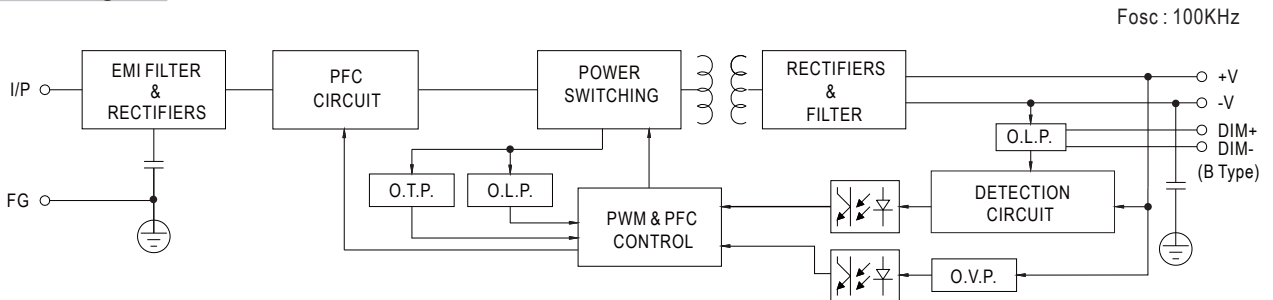 Fosc : 100KHz
I/P
EMI FILTER
&
RECTIFIERS
PFC
CIRCUIT
POWER
SWITCHING
RECTIFIERS
&
FILTER
+V
-V
O.L.P.
DIM+
DIM-
(B Type)
O.T.P.
O.L.P.
FG
PWM & PFC
CONTROL
DETECTION
CIRCUIT
O.V.P.